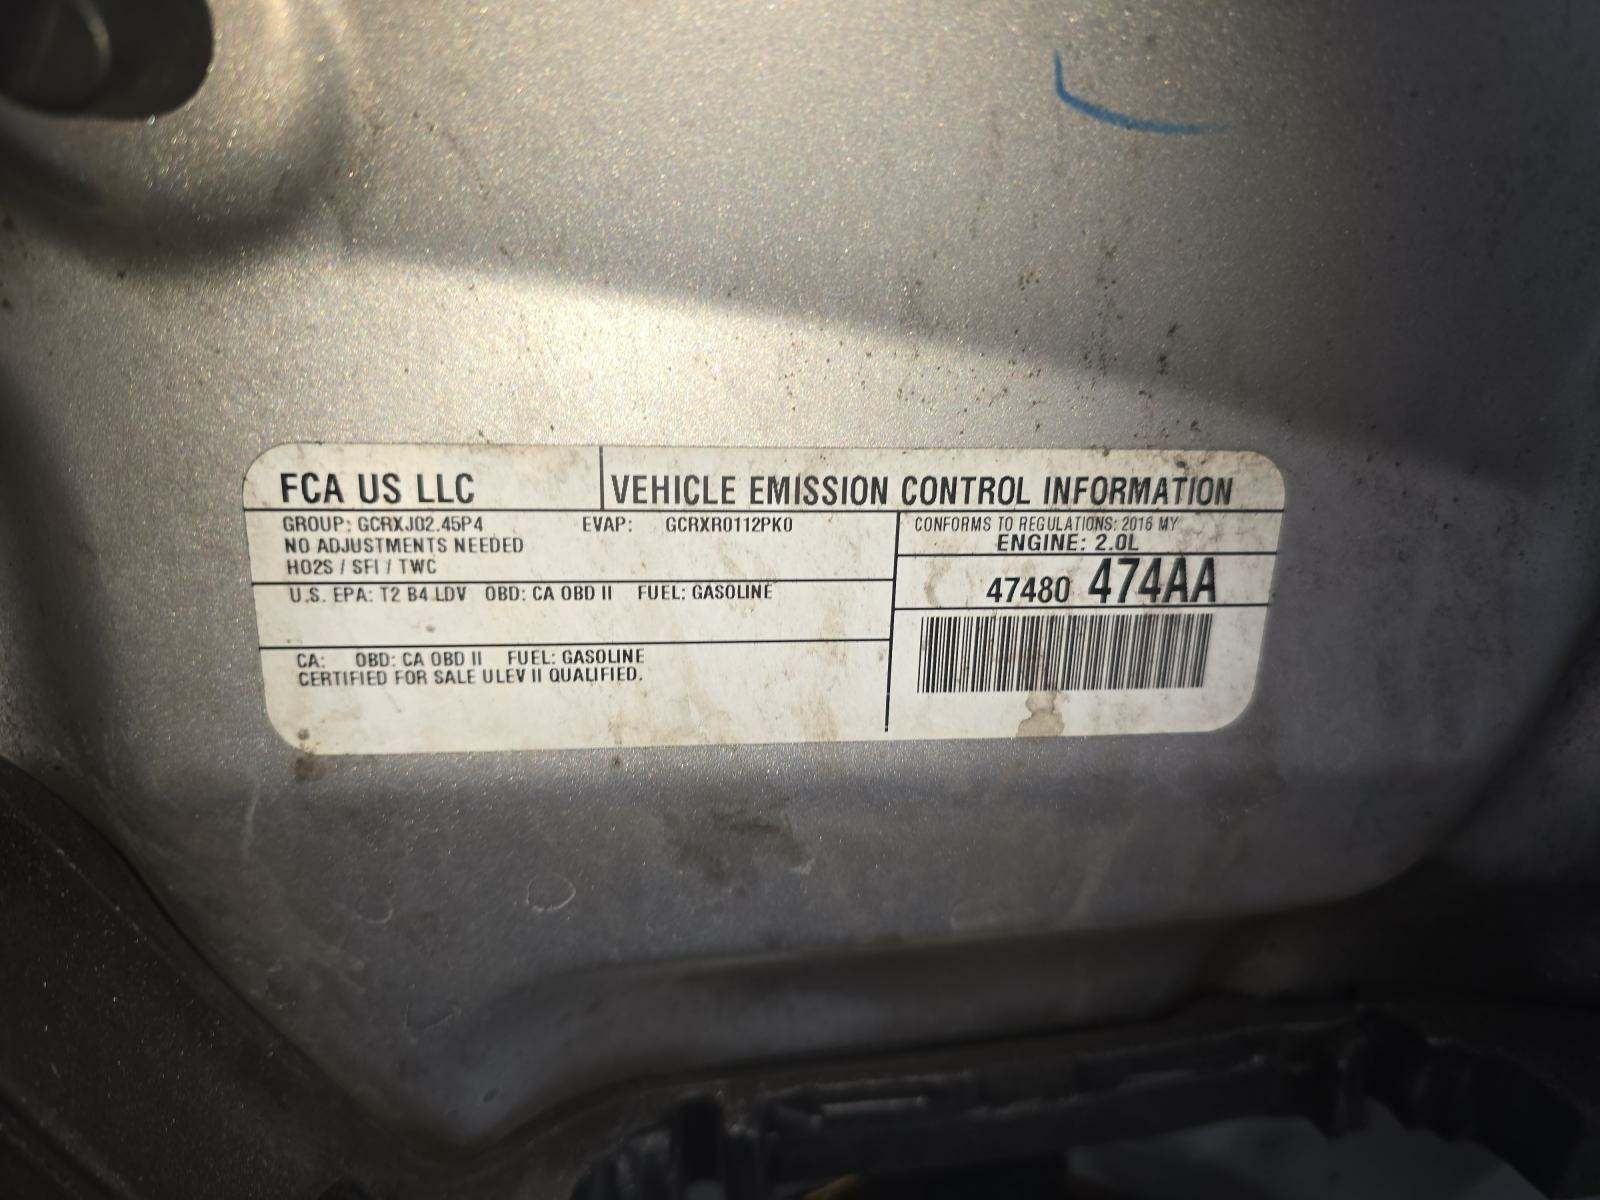 FCA US LLC
VEHICLE EMISSION CONTROL INFORMATION
GROUP: GCRXJ02.45P4 EVAP: GCRXR0112PK0
NO ADJUSTMENTS NEEDED
HO2S / SFI / TWC
CONFORMS TO REGULATIONS: 2016 MY
ENGINE: 2.0L
47480 474AA
U.S. EPA: T2 B4 LDV OBD: CA OBD II FUEL: GASOLINE
CA: OBD: CA OBD II FUEL: GASOLINE
CERTIFIED FOR SALE ULEV II QUALIFIED.